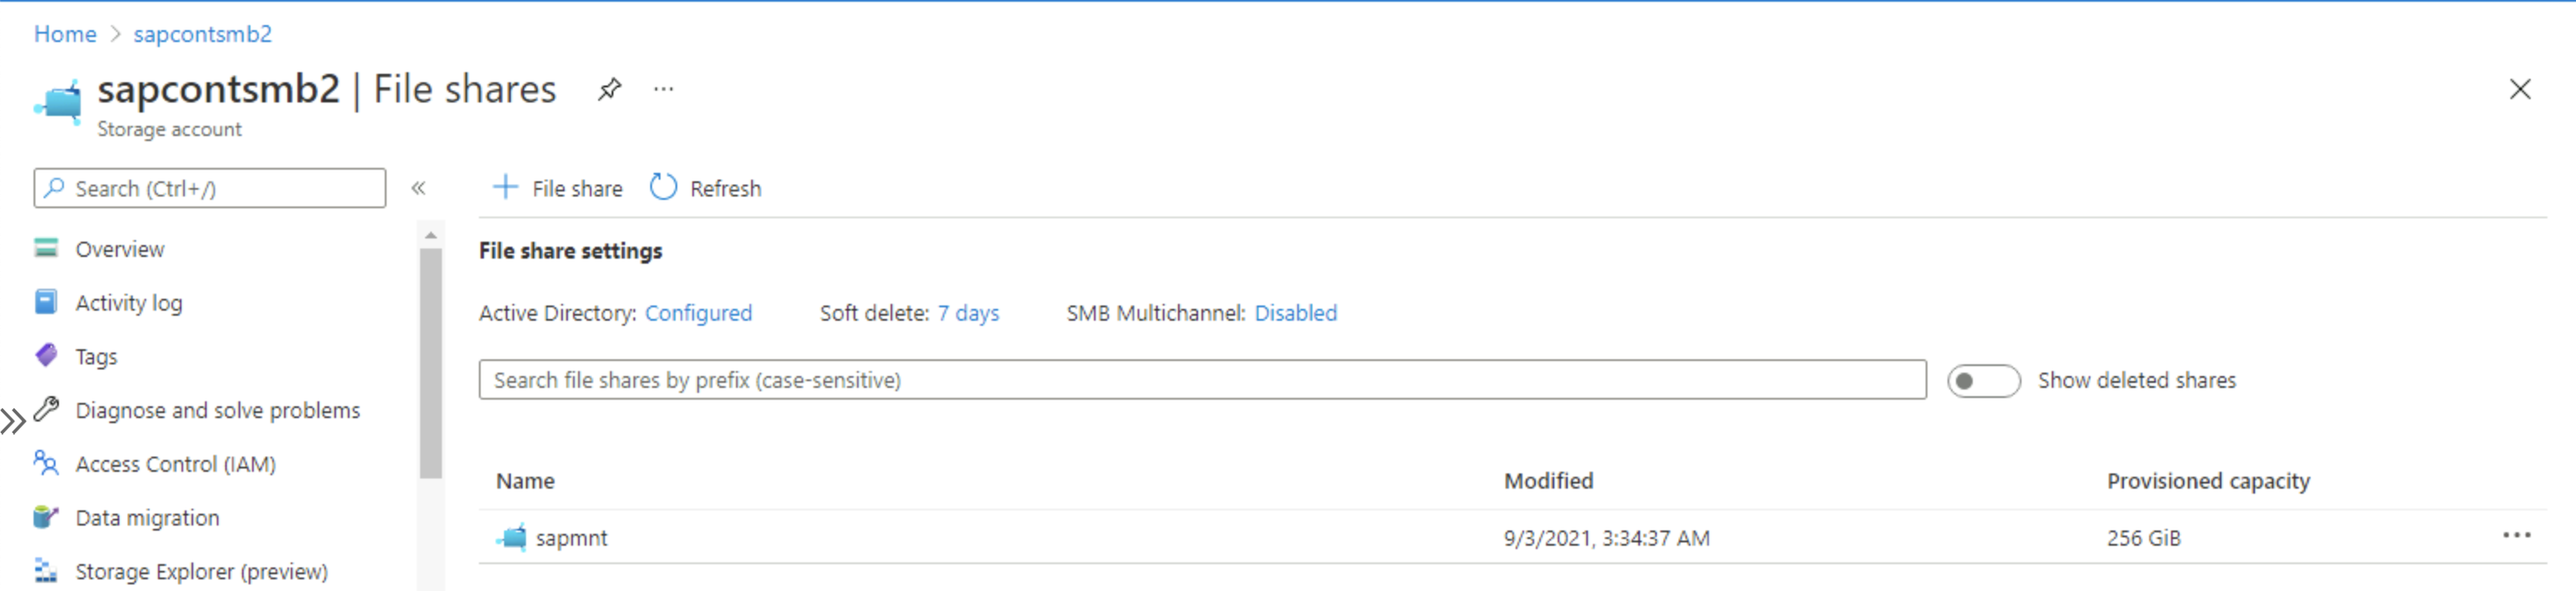 Home > sapcontsmb2
sapcontsmb2 | File shares
Storage account
Search (Ctrl+/)
Overview
Activity log
Tags
Diagnose and solve problems
Access Control (IAM)
Data migration
Storage Explorer (preview)
File share Refresh
File share settings
Active Directory: Configured Soft delete: 7 days SMB Multichannel: Disabled
Search file shares by prefix (case-sensitive) Show deleted shares
Name Modified Provisioned capacity
sapmnt 9/3/2021, 3:34:37 AM 256 GiB